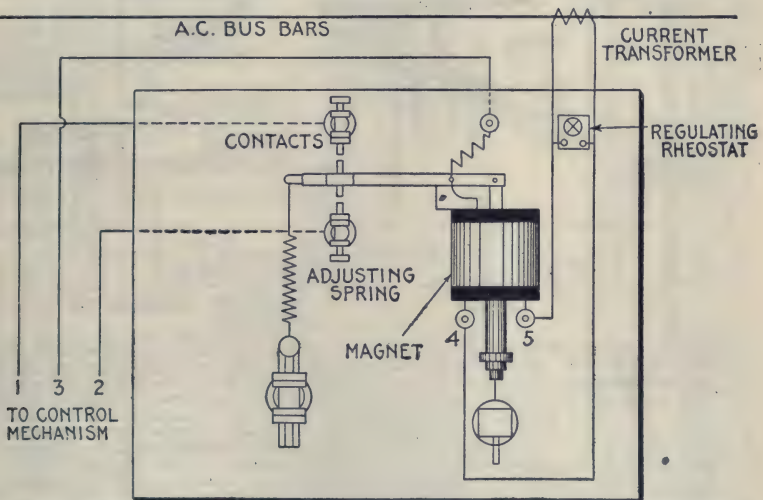 A.C. BUS BARS
CURRENT
TRANSFORMER
CONTACTS
REGULATING
RHEOSTAT
ADJUSTING
SPRING
MAGNET
4
5
1 3 2
TO CONTROL
MECHANISM